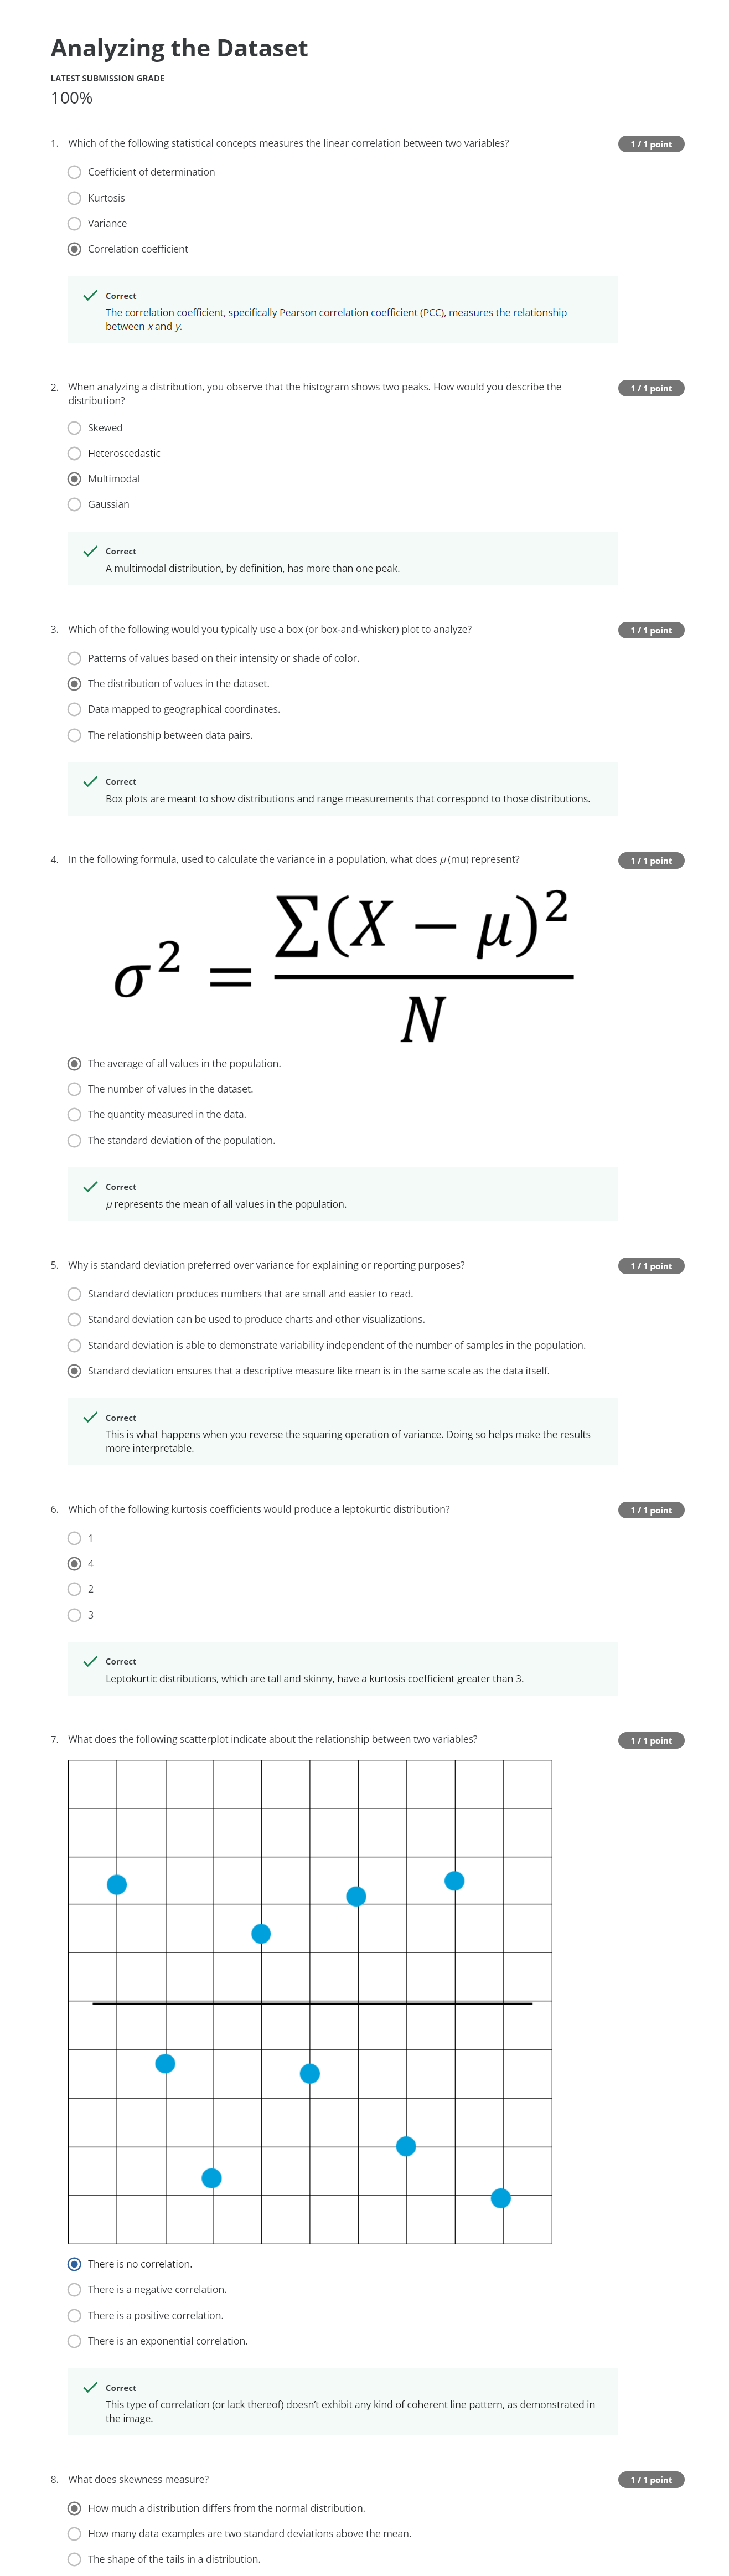 Analyzing the Dataset
LATEST SUBMISSION GRADE
100%
1. Which of the following statistical concepts measures the linear correlation between two variables?
1 / 1 point
Coefficient of determination
Kurtosis
Variance
Correlation coefficient
Correct
The correlation coefficient, specifically Pearson correlation coefficient (PCC), measures the relationship
between x and y.
2. When analyzing a distribution, you observe that the histogram shows two peaks. How would you describe the
distribution?
1 / 1 point
Skewed
Heteroscedastic
Multimodal
Gaussian
Correct
A multimodal distribution, by definition, has more than one peak.
3. Which of the following would you typically use a box (or box-and-whisker) plot to analyze?
1 / 1 point
Patterns of values based on their intensity or shade of color.
The distribution of values in the dataset.
Data mapped to geographical coordinates.
The relationship between data pairs.
Correct
Box plots are meant to show distributions and range measurements that correspond to those distributions.
4. In the following formula, used to calculate the variance in a population, what does μ (mu) represent?
1 / 1 point
σ² = ∑(X − μ)² / N
The average of all values in the population.
The number of values in the dataset.
The quantity measured in the data.
The standard deviation of the population.
Correct
μ represents the mean of all values in the population.
5. Why is standard deviation preferred over variance for explaining or reporting purposes?
1 / 1 point
Standard deviation produces numbers that are small and easier to read.
Standard deviation can be used to produce charts and other visualizations.
Standard deviation is able to demonstrate variability independent of the number of samples in the population.
Standard deviation ensures that a descriptive measure like mean is in the same scale as the data itself.
Correct
This is what happens when you reverse the squaring operation of variance. Doing so helps make the results
more interpretable.
6. Which of the following kurtosis coefficients would produce a leptokurtic distribution?
1 / 1 point
1
4
2
3
Correct
Leptokurtic distributions, which are tall and skinny, have a kurtosis coefficient greater than 3.
7. What does the following scatterplot indicate about the relationship between two variables?
1 / 1 point
There is no correlation.
There is a negative correlation.
There is a positive correlation.
There is an exponential correlation.
Correct
This type of correlation (or lack thereof) doesn't exhibit any kind of coherent line pattern, as demonstrated in
the image.
8. What does skewness measure?
1 / 1 point
How much a distribution differs from the normal distribution.
How many data examples are two standard deviations above the mean.
The shape of the tails in a distribution.